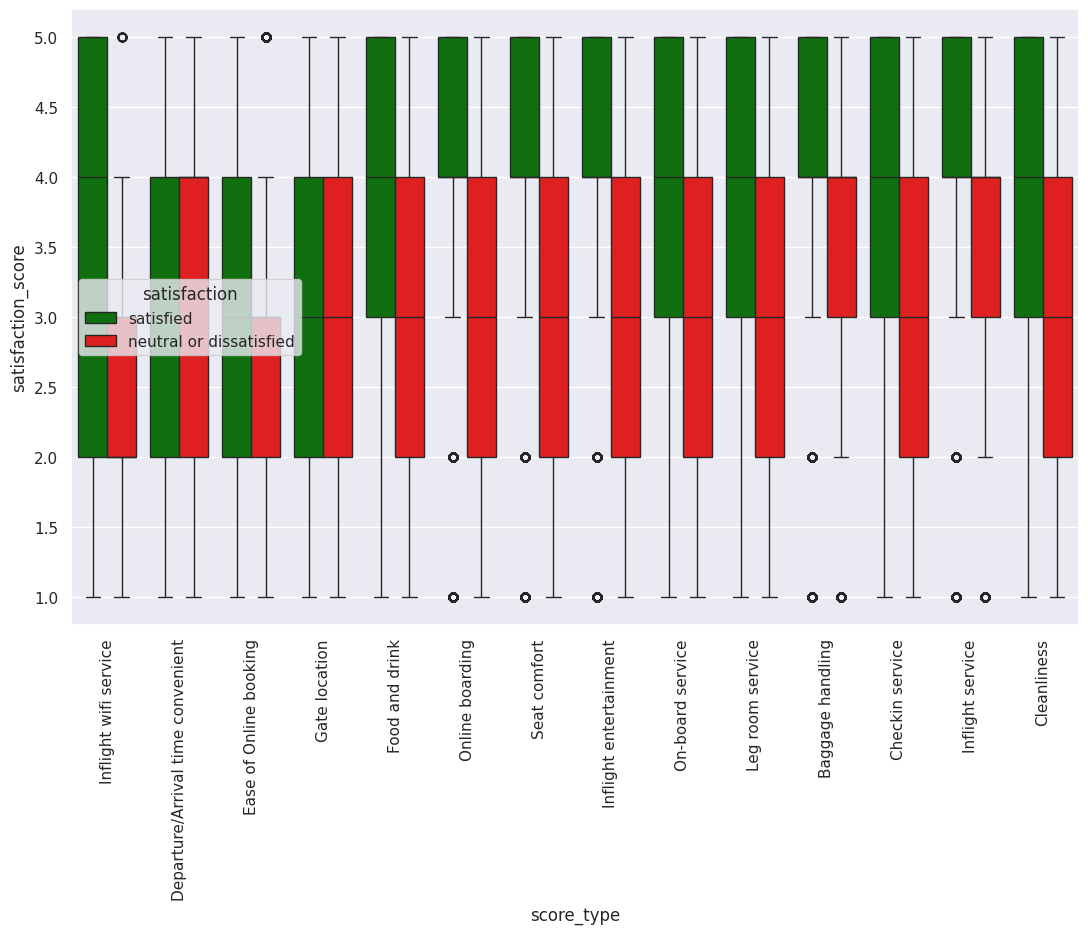 satisfaction_score
5.0
4.5
4.0
3.5
3.0
2.5
2.0
1.5
1.0
satisfaction
satisfied
neutral or dissatisfied
Inflight wifi service
Departure/Arrival time convenient
Ease of Online booking
Gate location
Food and drink
Online boarding
Seat comfort
Inflight entertainment
On-board service
Leg room service
Baggage handling
Checkin service
Inflight service
Cleanliness
score_type